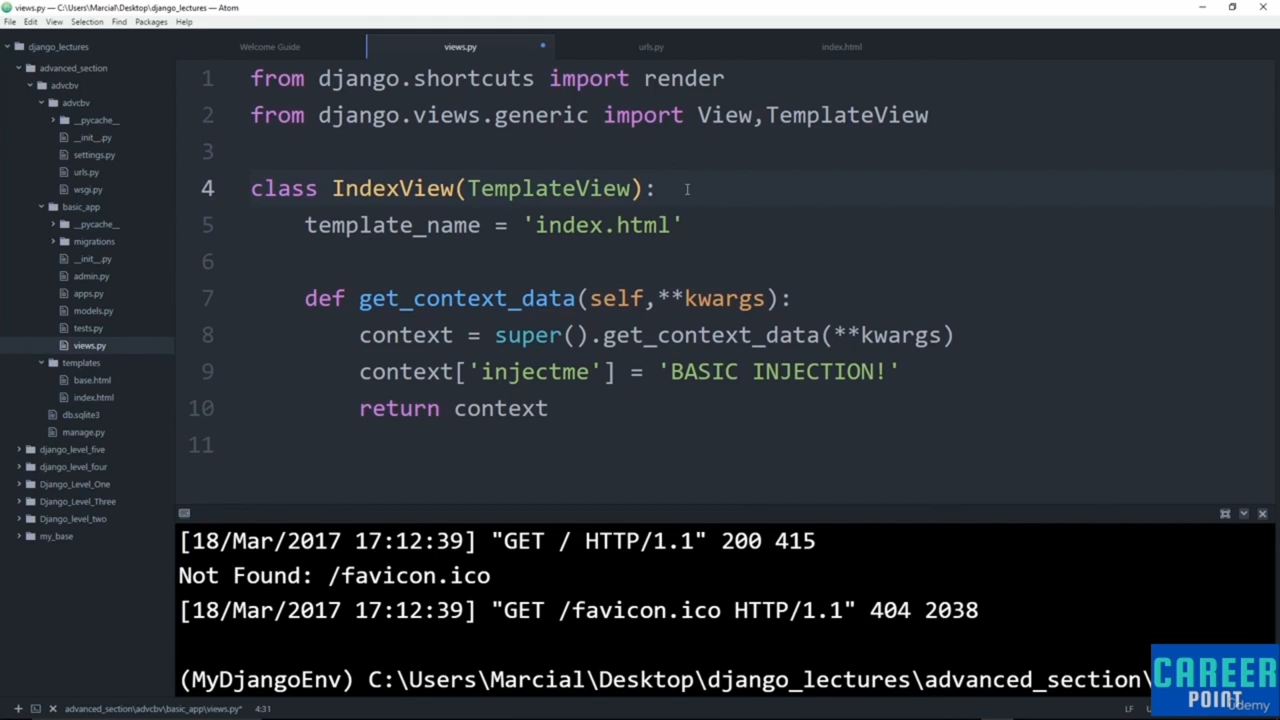 views.py — C:\Users\Marcial\Desktop\django_lectures — Atom
File Edit View Selection Find Packages Help
django_lectures
advanced_section
advcbv
advcbv
__pycache__
__init__.py
settings.py
urls.py
wsgi.py
basic_app
__pycache__
migrations
__init__.py
admin.py
apps.py
models.py
tests.py
views.py
templates
base.html
index.html
db.sqlite3
manage.py
django_level_five
django_level_four
Django_Level_One
Django_Level_Three
Django_level_two
my_base
Welcome Guide views.py urls.py index.html
1 from django.shortcuts import render
2 from django.views.generic import View,TemplateView
3
4 class IndexView(TemplateView):
5 template_name = 'index.html'
6
7 def get_context_data(self,**kwargs):
8 context = super().get_context_data(**kwargs)
9 context['injectme'] = 'BASIC INJECTION!'
10 return context
11
[18/Mar/2017 17:12:39] "GET / HTTP/1.1" 200 415
Not Found: /favicon.ico
[18/Mar/2017 17:12:39] "GET /favicon.ico HTTP/1.1" 404 2038
(MyDjangoEnv) C:\Users\Marcial\Desktop\django_lectures\advanced_section\
advanced_section\advcbv\basic_app\views.py* 4:31 LF
CAREER
POINT
Udemy